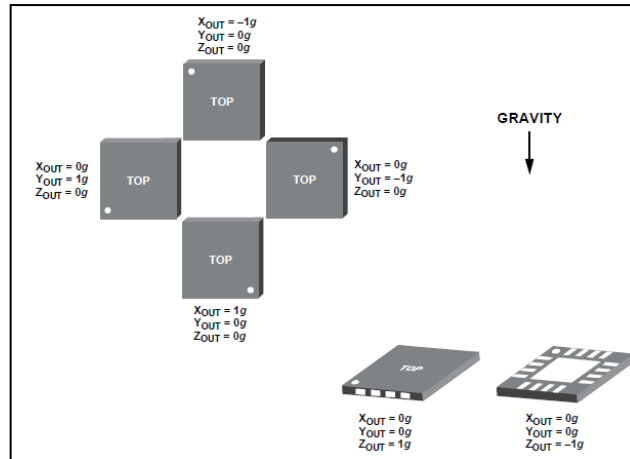 XOUT = –1g
YOUT = 0g
ZOUT = 0g
TOP
GRAVITY
XOUT = 0g
YOUT = 1g
ZOUT = 0g
TOP
TOP
XOUT = 0g
YOUT = –1g
ZOUT = 0g
TOP
XOUT = 1g
YOUT = 0g
ZOUT = 0g
TOP
XOUT = 0g
YOUT = 0g
ZOUT = 1g
XOUT = 0g
YOUT = 0g
ZOUT = –1g